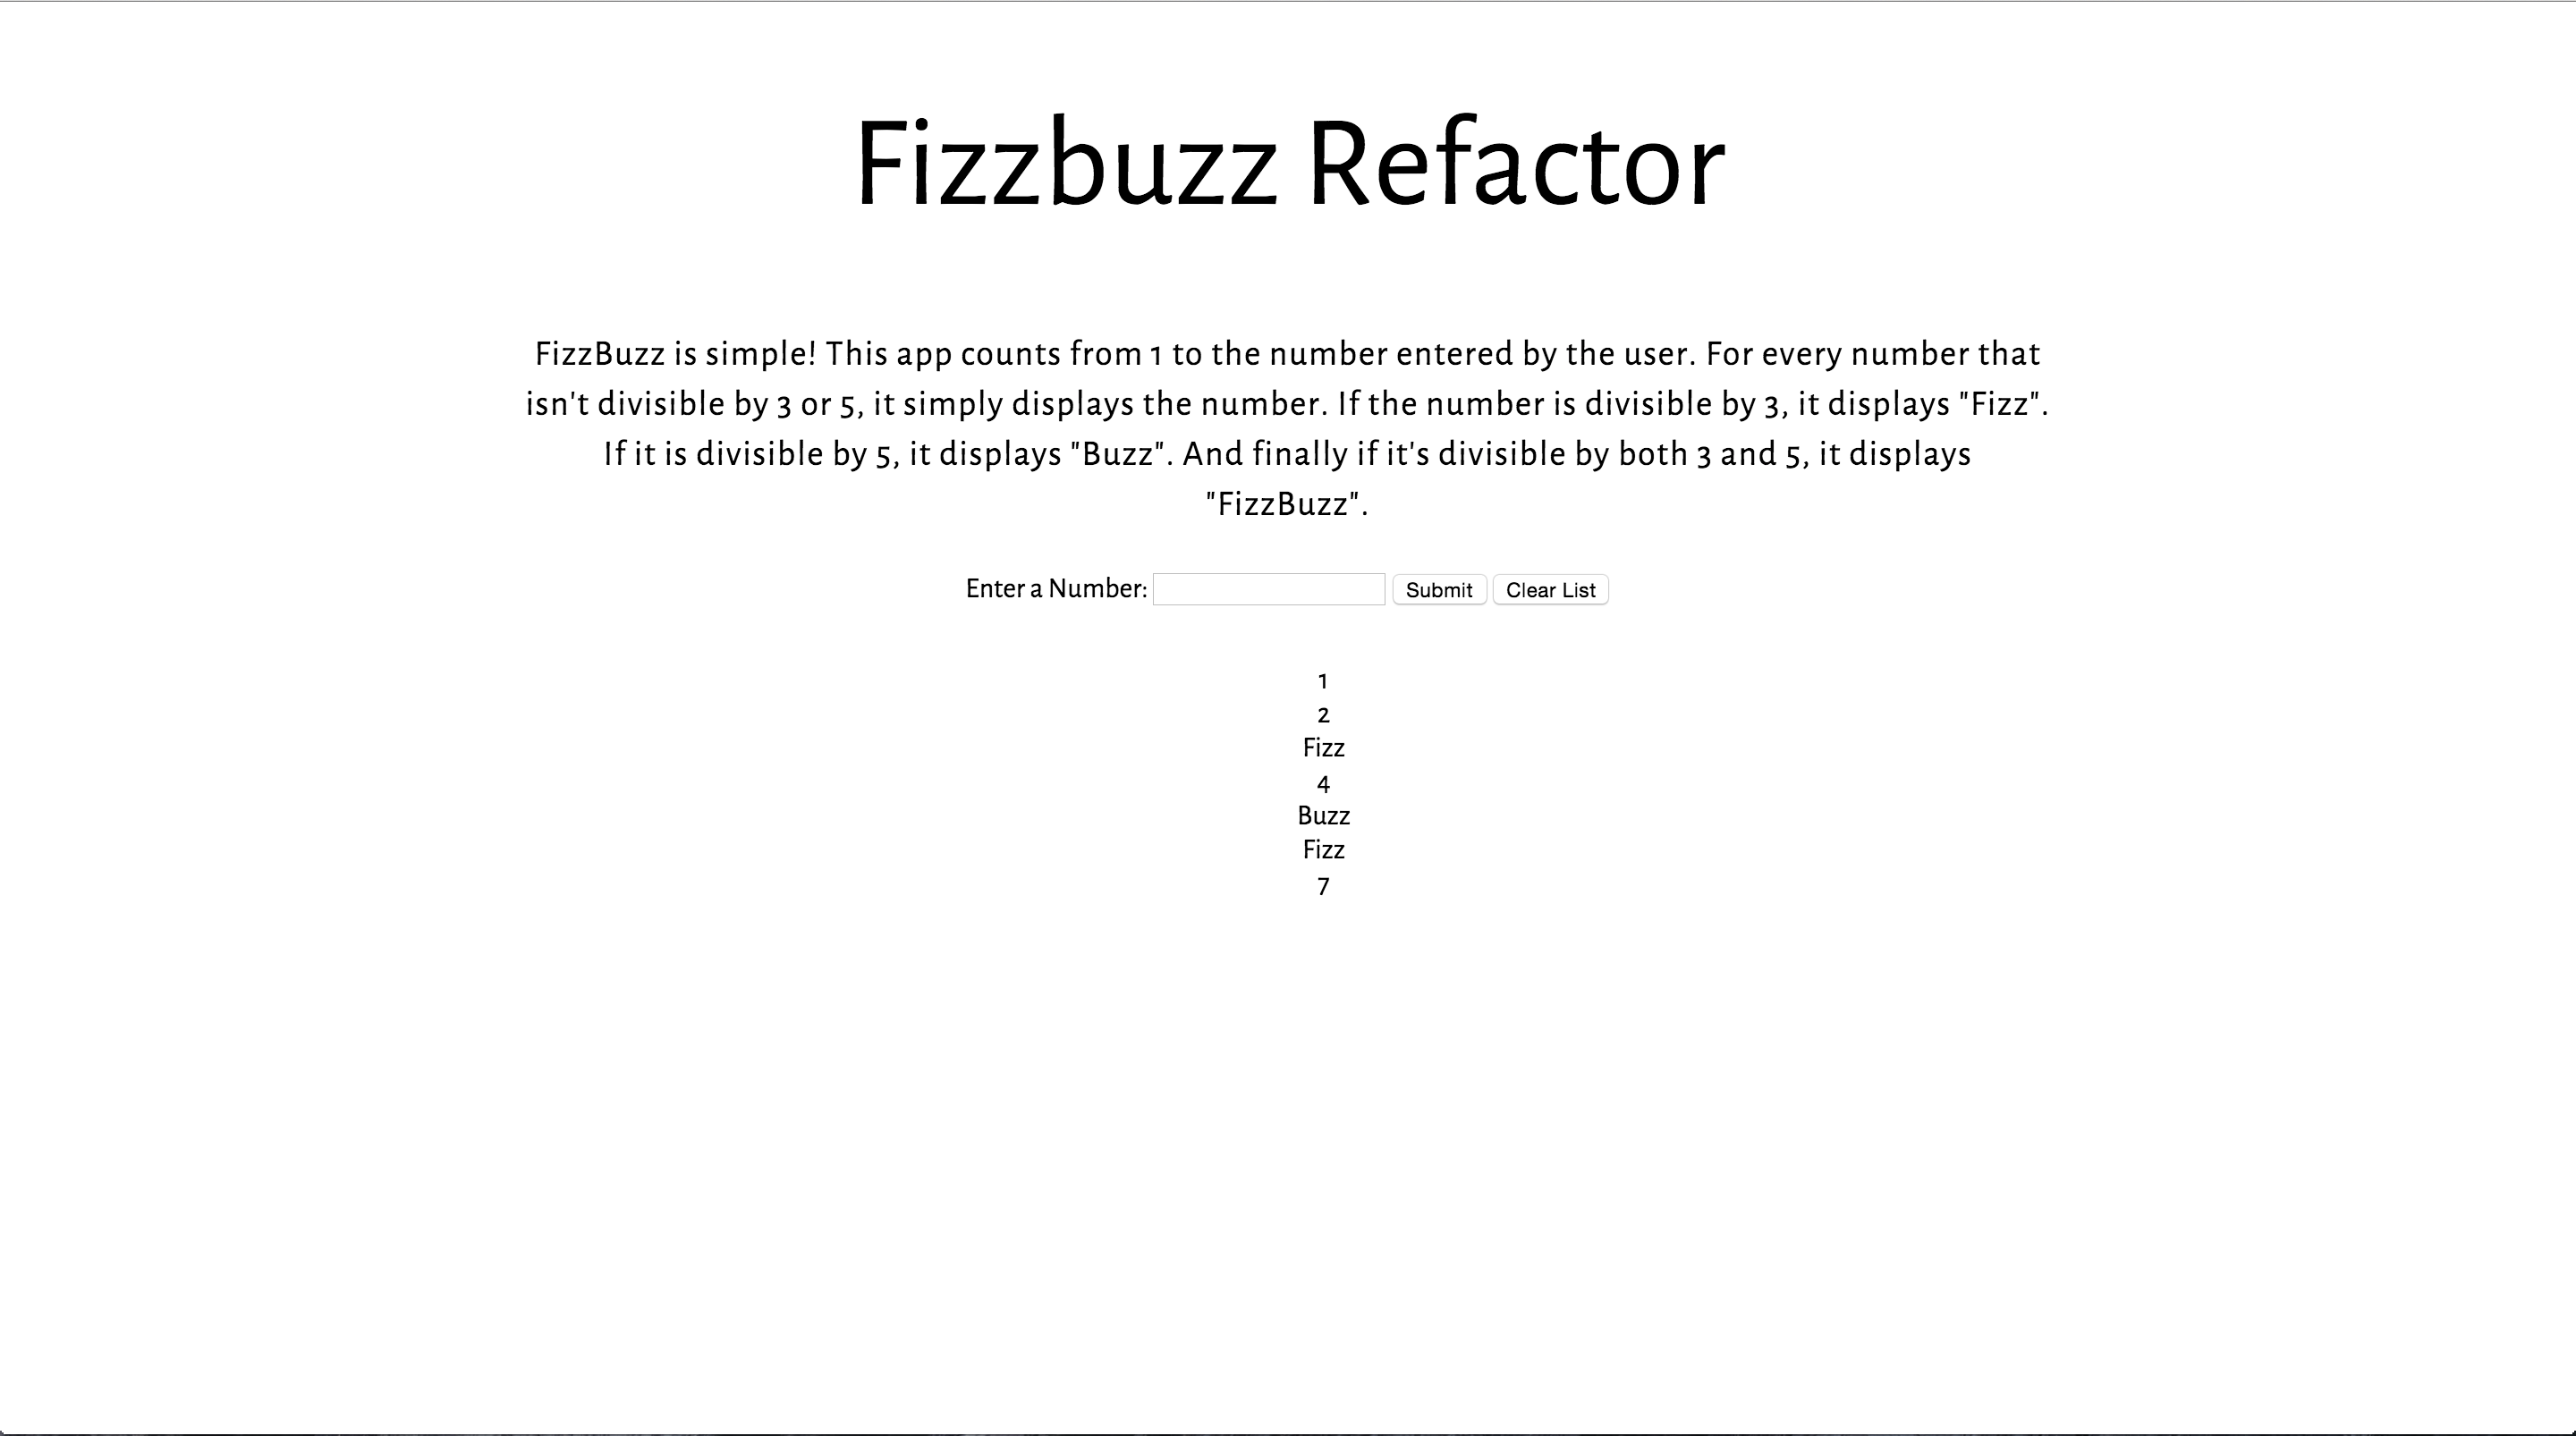 Fizzbuzz Refactor
FizzBuzz is simple! This app counts from 1 to the number entered by the user. For every number that
isn't divisible by 3 or 5, it simply displays the number. If the number is divisible by 3, it displays "Fizz".
If it is divisible by 5, it displays "Buzz". And finally if it's divisible by both 3 and 5, it displays
"FizzBuzz".
Enter a Number: Submit Clear List
1
2
Fizz
4
Buzz
Fizz
7